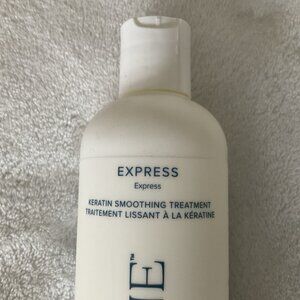 EXPRESS
Express
KERATIN SMOOTHING TREATMENT
TRAITEMENT LISSANT À LA KÉRATINE